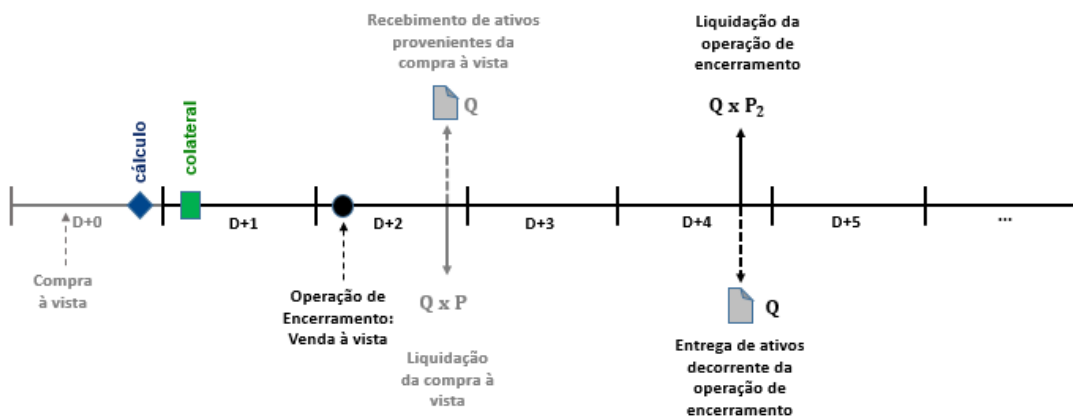 Recebimento de ativos
provenientes da
compra à vista
Q
Liquidação da
operação de
encerramento
Q x P₂
cálculo
colateral
D+0
D+1
D+2
D+3
D+4
D+5
...
Compra
à vista
Operação de
Encerramento:
Venda à vista
Q x P
Liquidação
da compra à
vista
Q
Entrega de ativos
decorrente da
operação de
encerramento